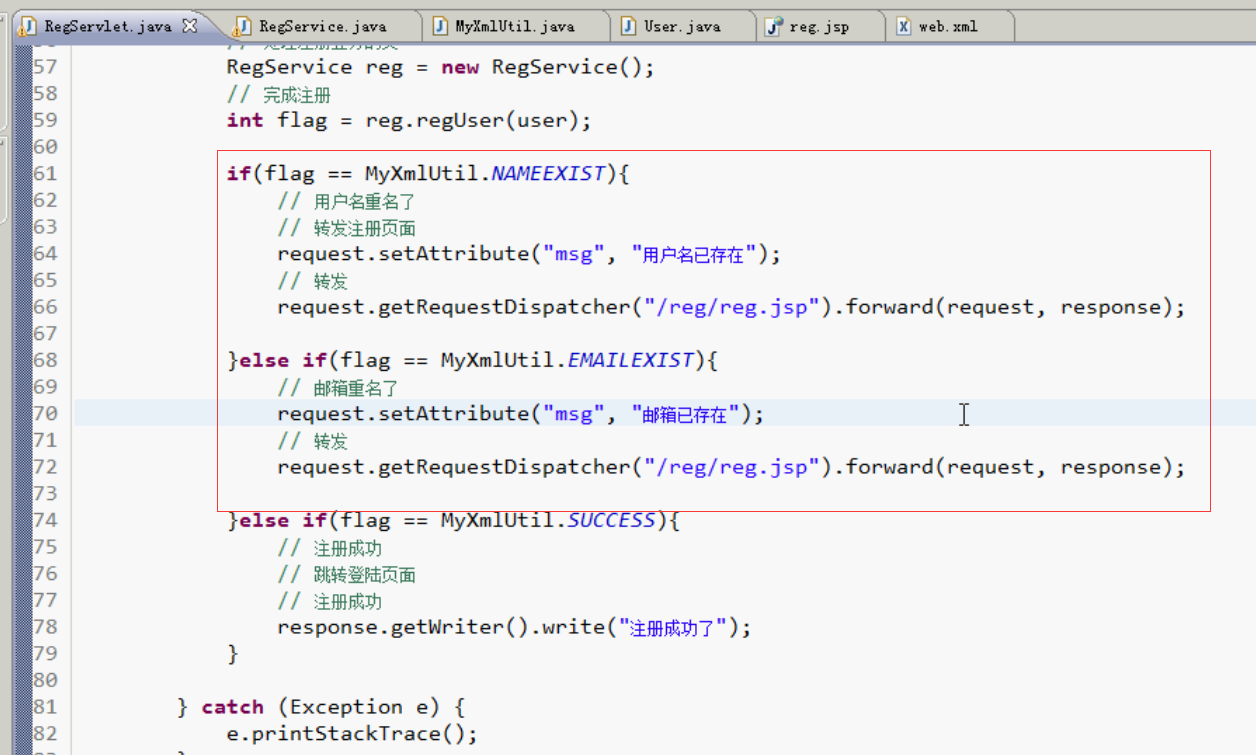 RegServlet.java RegService.java MyXmlUtil.java User.java reg.jsp web.xml
57 RegService reg = new RegService();
58 // 完成注册
59 int flag = reg.regUser(user);
60
61 if(flag == MyXmlUtil.NAMEEXIST){
62 // 用户名重名了
63 // 转发注册页面
64 request.setAttribute("msg", "用户名已存在");
65 // 转发
66 request.getRequestDispatcher("/reg/reg.jsp").forward(request, response);
67
68 }else if(flag == MyXmlUtil.EMAILEXIST){
69 // 邮箱重名了
70 request.setAttribute("msg", "邮箱已存在");
71 // 转发
72 request.getRequestDispatcher("/reg/reg.jsp").forward(request, response);
73
74 }else if(flag == MyXmlUtil.SUCCESS){
75 // 注册成功
76 // 跳转登陆页面
77 // 注册成功
78 response.getWriter().write("注册成功了");
79 }
80
81 } catch (Exception e) {
82 e.printStackTrace();